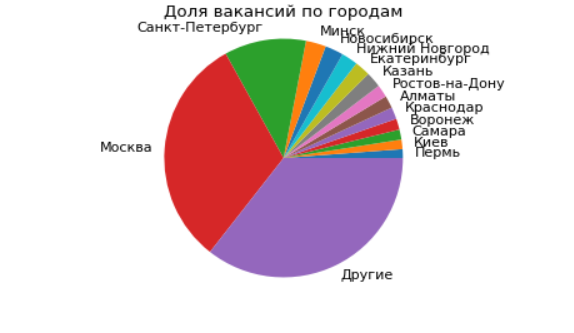 Доля вакансий по городам
Санкт-Петербург
Минск
Новосибирск
Нижний Новгород
Екатеринбург
Казань
Ростов-на-Дону
Алматы
Краснодар
Воронеж
Самара
Киев
Пермь
Москва
Другие